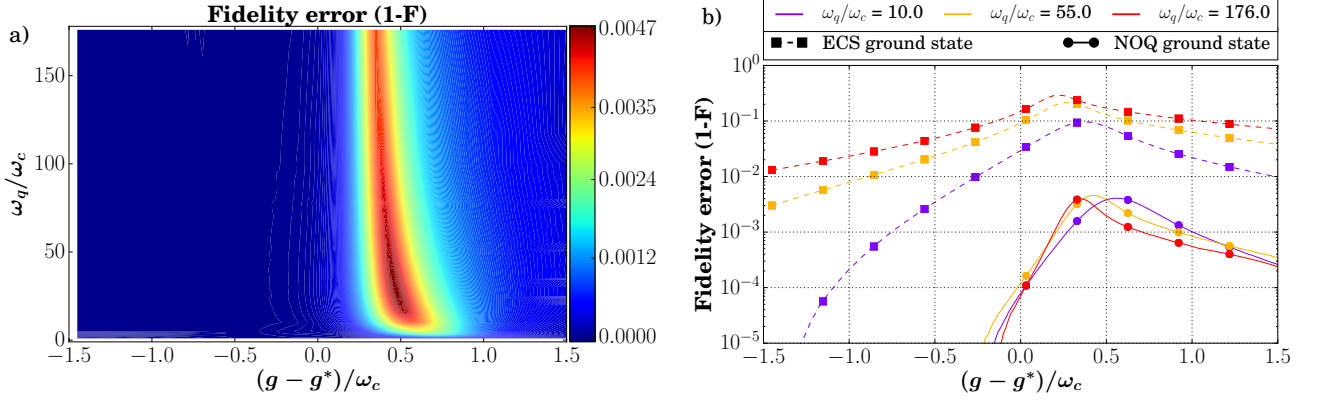 Fidelity error (1-F)
a)
ω_q/ω_c
150
100
50
0
−1.5
−1.0
−0.5
0.0
0.5
1.0
1.5
(g − g*)/ω_c
0.0047
0.0035
0.0024
0.0012
0.0000
b)
ω_q/ω_c = 10.0
ω_q/ω_c = 55.0
ω_q/ω_c = 176.0
ECS ground state
NOQ ground state
Fidelity error (1-F)
10^0
10^−1
10^−2
10^−3
10^−4
10^−5
−1.5
−1.0
−0.5
0.0
0.5
1.0
1.5
(g − g*)/ω_c